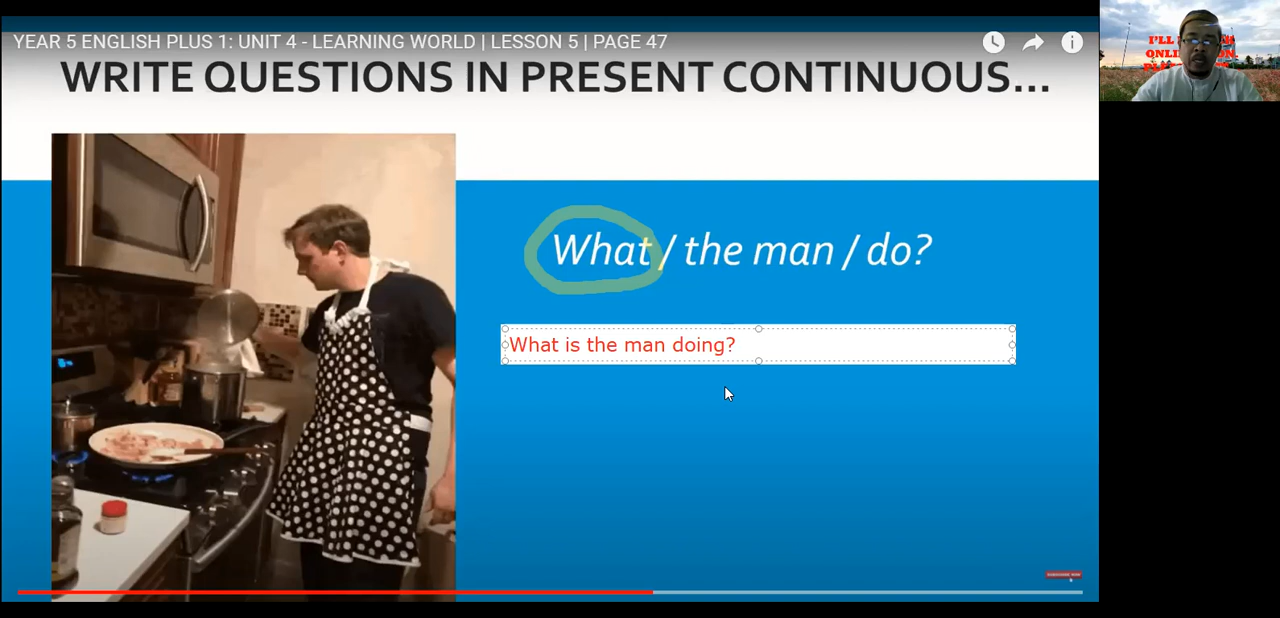 YEAR 5 ENGLISH PLUS 1: UNIT 4 - LEARNING WORLD | LESSON 5 | PAGE 47
WRITE QUESTIONS IN PRESENT CONTINUOUS...
What / the man / do?
What is the man doing?